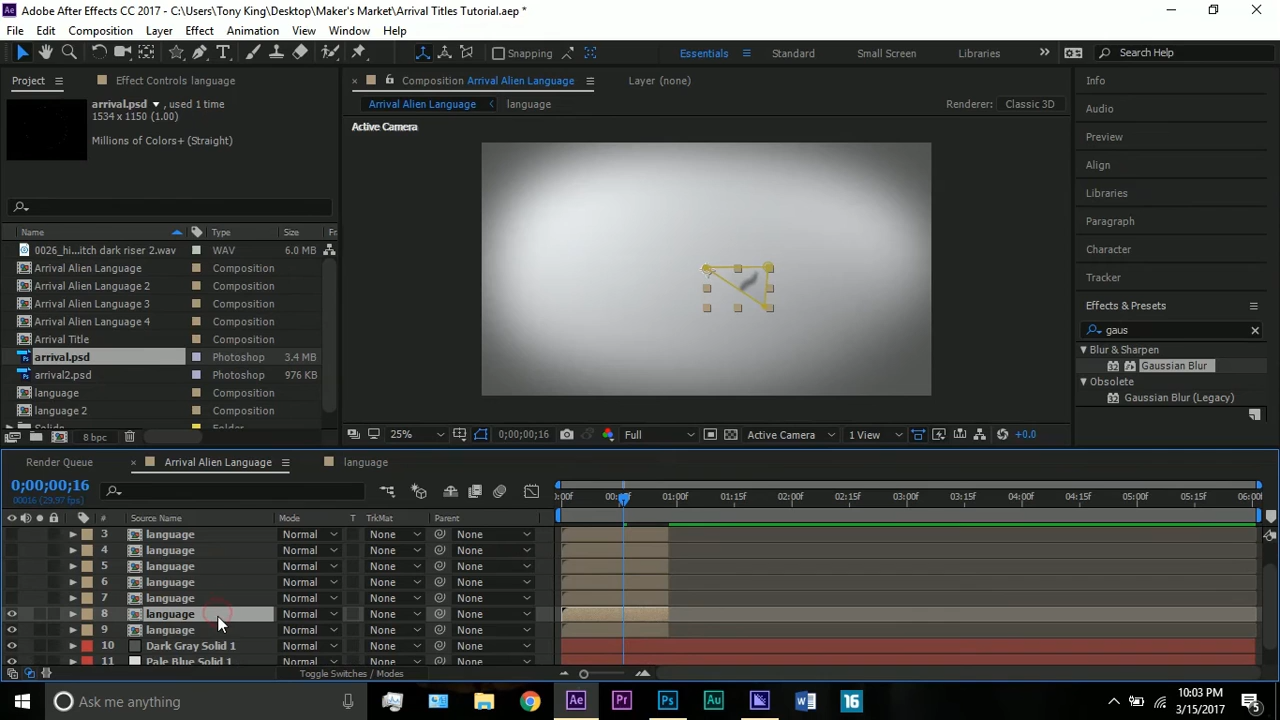 Adobe After Effects CC 2017 - C:\Users\Tony King\Desktop\Maker's Market\Arrival Titles Tutorial.aep *
File Edit Composition Layer Effect Animation View Window Help
Snapping Essentials Standard Small Screen Libraries Search Help
Project Effect Controls language Composition Arrival Alien Language Layer (none) Info
arrival.psd , used 1 time
1534 x 1150 (1.00)
Arrival Alien Language language Renderer: Classic 3D
Audio
Millions of Colors+ (Straight)
Active Camera
Preview
Align
Libraries
Paragraph
Character
Tracker
Name Type Size Fr
0026_hi...itch dark riser 2.wav WAV 6.0 MB
Arrival Alien Language Composition
Arrival Alien Language 2 Composition
Arrival Alien Language 3 Composition
Arrival Alien Language 4 Composition
Arrival Title Composition
arrival.psd Photoshop 3.4 MB
arrival2.psd Photoshop 976 KB
language Composition
language 2 Composition
Solids Folder
Effects & Presets
gaus
Blur & Sharpen
Gaussian Blur
Obsolete
Gaussian Blur (Legacy)
8 bpc
25% 0;00;00;16 Full Active Camera 1 View +0.0
Render Queue Arrival Alien Language language
0;00;00;16
00016 (29.97 fps)
:00f 01:00f 01:15f 02:00f 02:15f 03:00f 03:15f 04:00f 04:15f 05:00f 05:15f 06:00f
# Source Name Mode T TrkMat Parent
3 language Normal None None
4 language Normal None None
5 language Normal None None
6 language Normal None None
7 language Normal None None
8 language Normal None None
9 language Normal None None
10 Dark Gray Solid 1 Normal None None
11 Pale Blue Solid 1 Normal None None
Toggle Switches / Modes
Ask me anything
Ae Pr Ps Au W 16
10:03 PM
3/15/2017
5